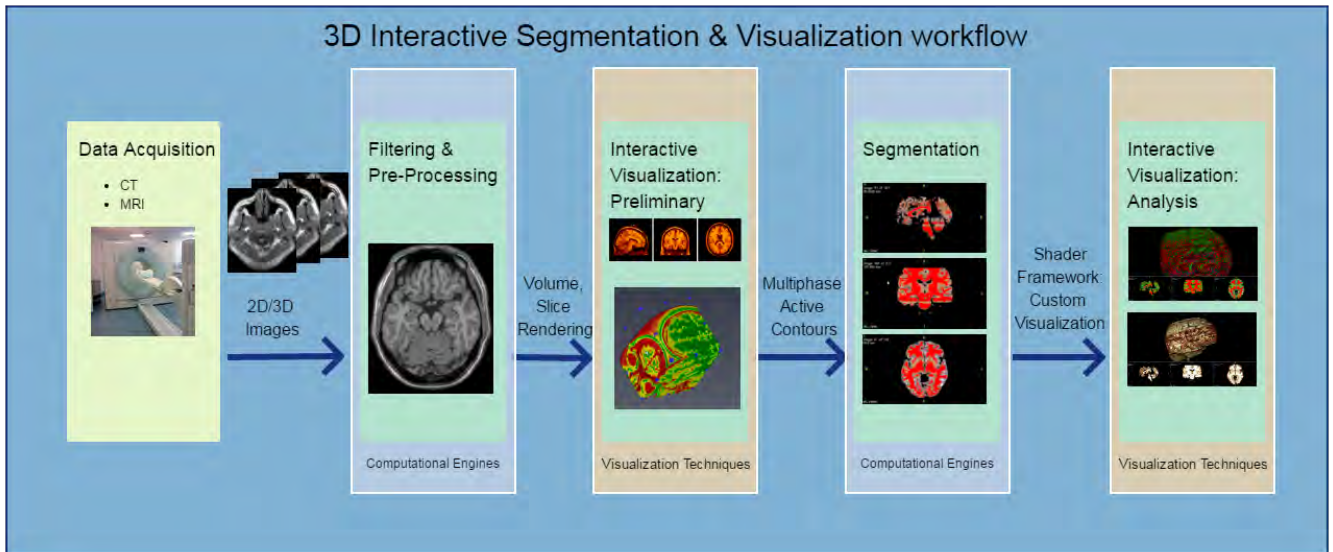 3D Interactive Segmentation & Visualization workflow
Data Acquisition
• CT
• MRI
2D/3D
Images
Filtering &
Pre-Processing
Computational Engines
Volume,
Slice
Rendering
Interactive
Visualization:
Preliminary
Visualization Techniques
Multiphase
Active
Contours
Segmentation
Computational Engines
Shader
Framework
Custom
Visualization
Interactive
Visualization:
Analysis
Visualization Techniques